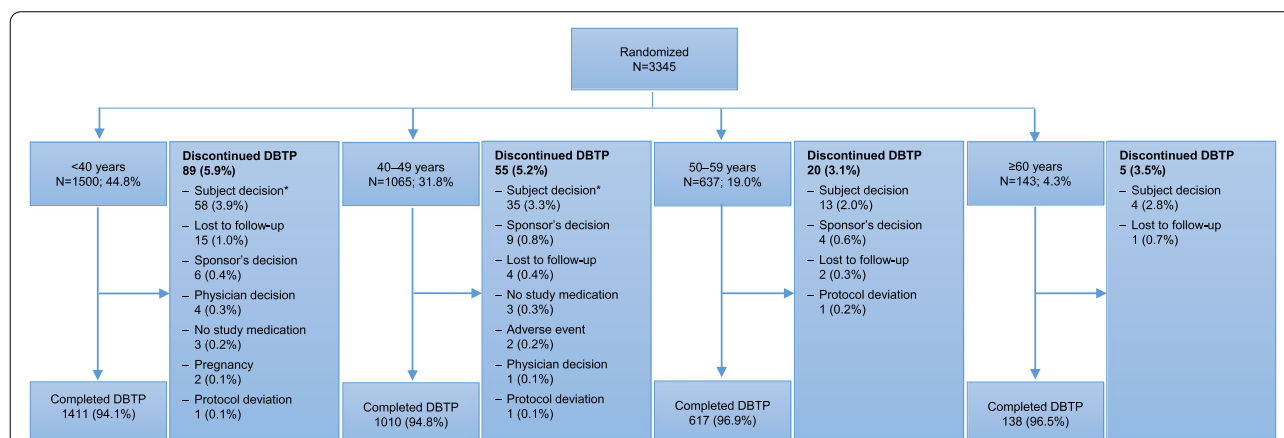 Randomized
N=3345
<40 years
N=1500; 44.8%
Discontinued DBTP
89 (5.9%)
– Subject decision*
58 (3.9%)
– Lost to follow-up
15 (1.0%)
– Sponsor’s decision
6 (0.4%)
– Physician decision
4 (0.3%)
– No study medication
3 (0.2%)
– Pregnancy
2 (0.1%)
– Protocol deviation
1 (0.1%)
Completed DBTP
1411 (94.1%)
40–49 years
N=1065; 31.8%
Discontinued DBTP
55 (5.2%)
– Subject decision*
35 (3.3%)
– Sponsor’s decision
9 (0.8%)
– Lost to follow-up
4 (0.4%)
– No study medication
3 (0.3%)
– Adverse event
2 (0.2%)
– Physician decision
1 (0.1%)
– Protocol deviation
1 (0.1%)
Completed DBTP
1010 (94.8%)
50–59 years
N=637; 19.0%
Discontinued DBTP
20 (3.1%)
– Subject decision
13 (2.0%)
– Sponsor’s decision
4 (0.6%)
– Lost to follow-up
2 (0.3%)
– Protocol deviation
1 (0.2%)
Completed DBTP
617 (96.9%)
≥60 years
N=143; 4.3%
Discontinued DBTP
5 (3.5%)
– Subject decision
4 (2.8%)
– Lost to follow-up
1 (0.7%)
Completed DBTP
138 (96.5%)